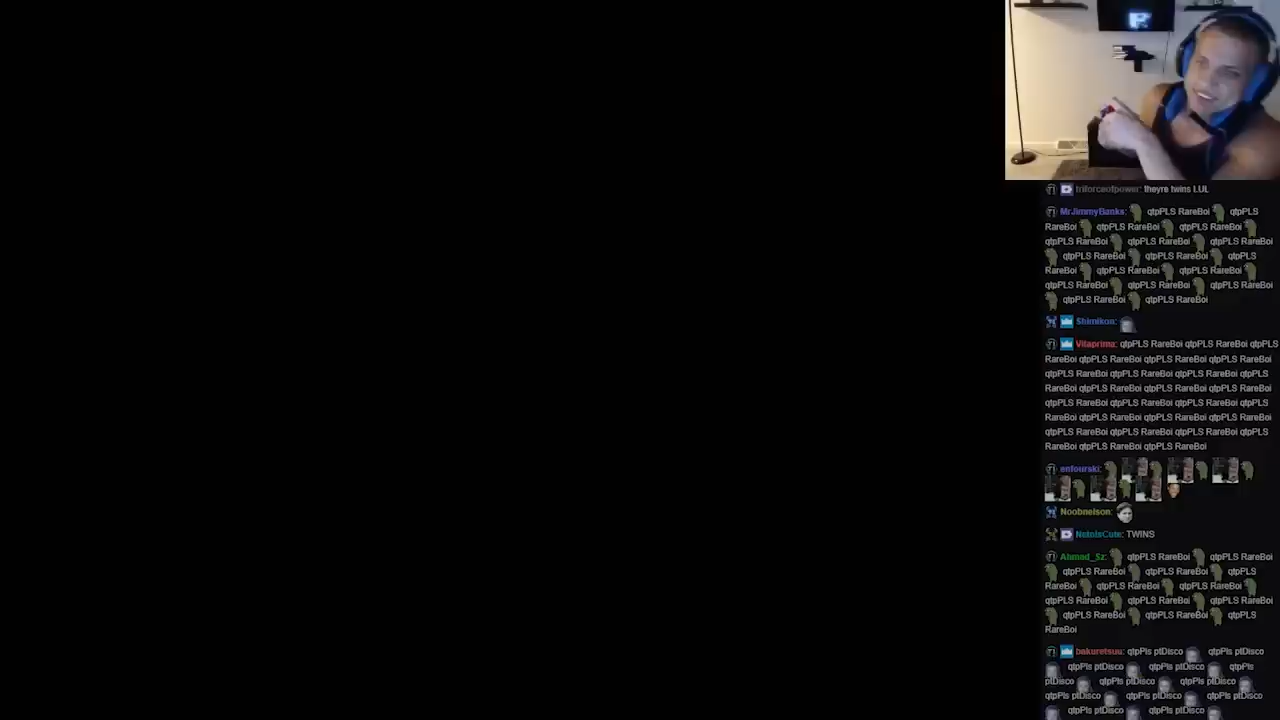 triforceofpower: theyre twins LUL
MrJimmyBanks: qtpPLS RareBoi qtpPLS
RareBoi qtpPLS RareBoi qtpPLS RareBoi
qtpPLS RareBoi qtpPLS RareBoi qtpPLS RareBoi
qtpPLS RareBoi qtpPLS RareBoi qtpPLS
RareBoi qtpPLS RareBoi qtpPLS RareBoi
qtpPLS RareBoi qtpPLS RareBoi qtpPLS RareBoi
qtpPLS RareBoi qtpPLS RareBoi
Shimikon:
Vilaprima: qtpPLS RareBoi qtpPLS RareBoi qtpPLS
RareBoi qtpPLS RareBoi qtpPLS RareBoi qtpPLS RareBoi
qtpPLS RareBoi qtpPLS RareBoi qtpPLS RareBoi qtpPLS
RareBoi qtpPLS RareBoi qtpPLS RareBoi qtpPLS RareBoi
qtpPLS RareBoi qtpPLS RareBoi qtpPLS RareBoi qtpPLS
RareBoi qtpPLS RareBoi qtpPLS RareBoi qtpPLS RareBoi
qtpPLS RareBoi qtpPLS RareBoi qtpPLS RareBoi qtpPLS
RareBoi qtpPLS RareBoi qtpPLS RareBoi
enfourski:
Noobnelson:
TWINS
Ahmad_Sz: qtpPLS RareBoi qtpPLS RareBoi
qtpPLS RareBoi qtpPLS RareBoi qtpPLS
RareBoi qtpPLS RareBoi qtpPLS RareBoi
qtpPLS RareBoi qtpPLS RareBoi qtpPLS RareBoi
qtpPLS RareBoi qtpPLS RareBoi qtpPLS
RareBoi
bakuretsuu: qtpPls ptDisco qtpPls ptDisco
qtpPls ptDisco qtpPls ptDisco qtpPls
ptDisco qtpPls ptDisco qtpPls ptDisco
qtpPls ptDisco qtpPls ptDisco qtpPls ptDisco
qtpPls ptDisco qtpPls ptDisco